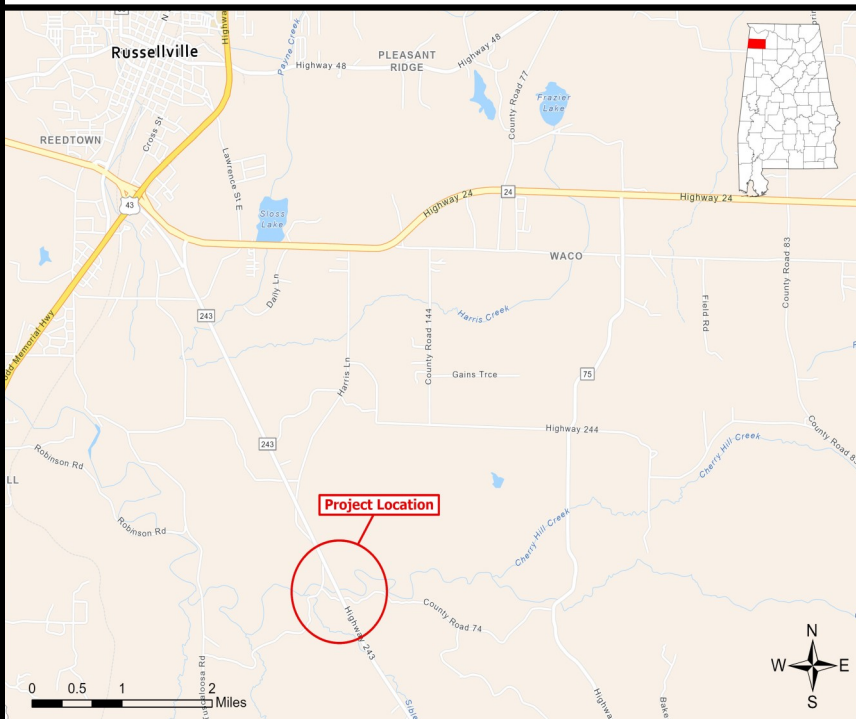 Highway
N
Russellville
Payne Creek
Highway 48
PLEASANT
RIDGE
Highway 48
County Road 77
Frazier
Lake
REEDTOWN
Cross St
Lawrence St E
43
Sloss
Lake
Highway 24
24
Highway 24
WACO
County Road 83
Daily Ln
243
Harris Creek
Field Rd
Memorial Hwy
Harris Ln
County Road 144
Gains Trce
75
243
Highway 244
Cherry Hill Creek
County Road 83
Robinson Rd
LL
Robinson Rd
Project Location
Cherry Hill Creek
County Road 74
Highway 243
N
W E
S
0 0.5 1 2
Miles